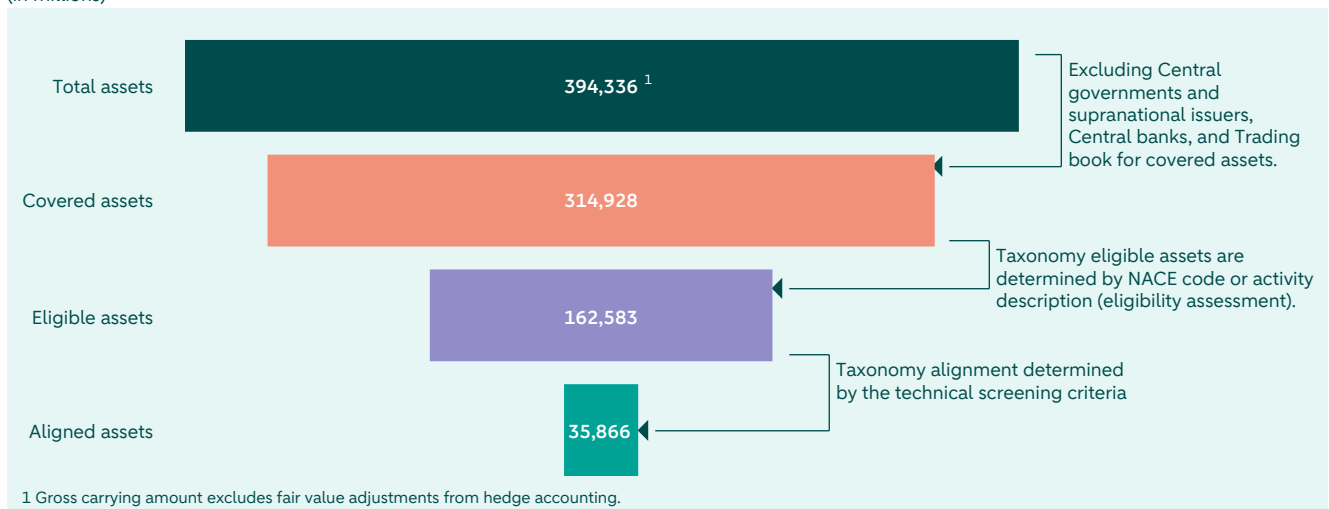 (in millions)
Total assets
394,336 1
Excluding Central
governments and
supranational issuers,
Central banks, and Trading
book for covered assets.
Covered assets
314,928
Taxonomy eligible assets are
determined by NACE code or activity
description (eligibility assessment).
Eligible assets
162,583
Taxonomy alignment determined
by the technical screening criteria
Aligned assets
35,866
1 Gross carrying amount excludes fair value adjustments from hedge accounting.